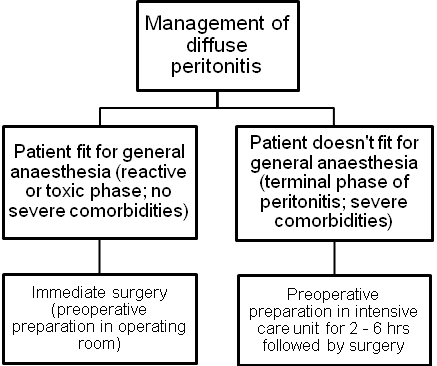 Management of
diffuse
peritonitis
Patient fit for general
anaesthesia (reactive
or toxic phase; no
severe comorbidities)
Patient doesn't fit for
general anaesthesia
(terminal phase of
peritonitis; severe
comorbidities)
Immediate surgery
(preoperative
preparation in operating
room)
Preoperative
preparation in intensive
care unit for 2 - 6 hrs
followed by surgery